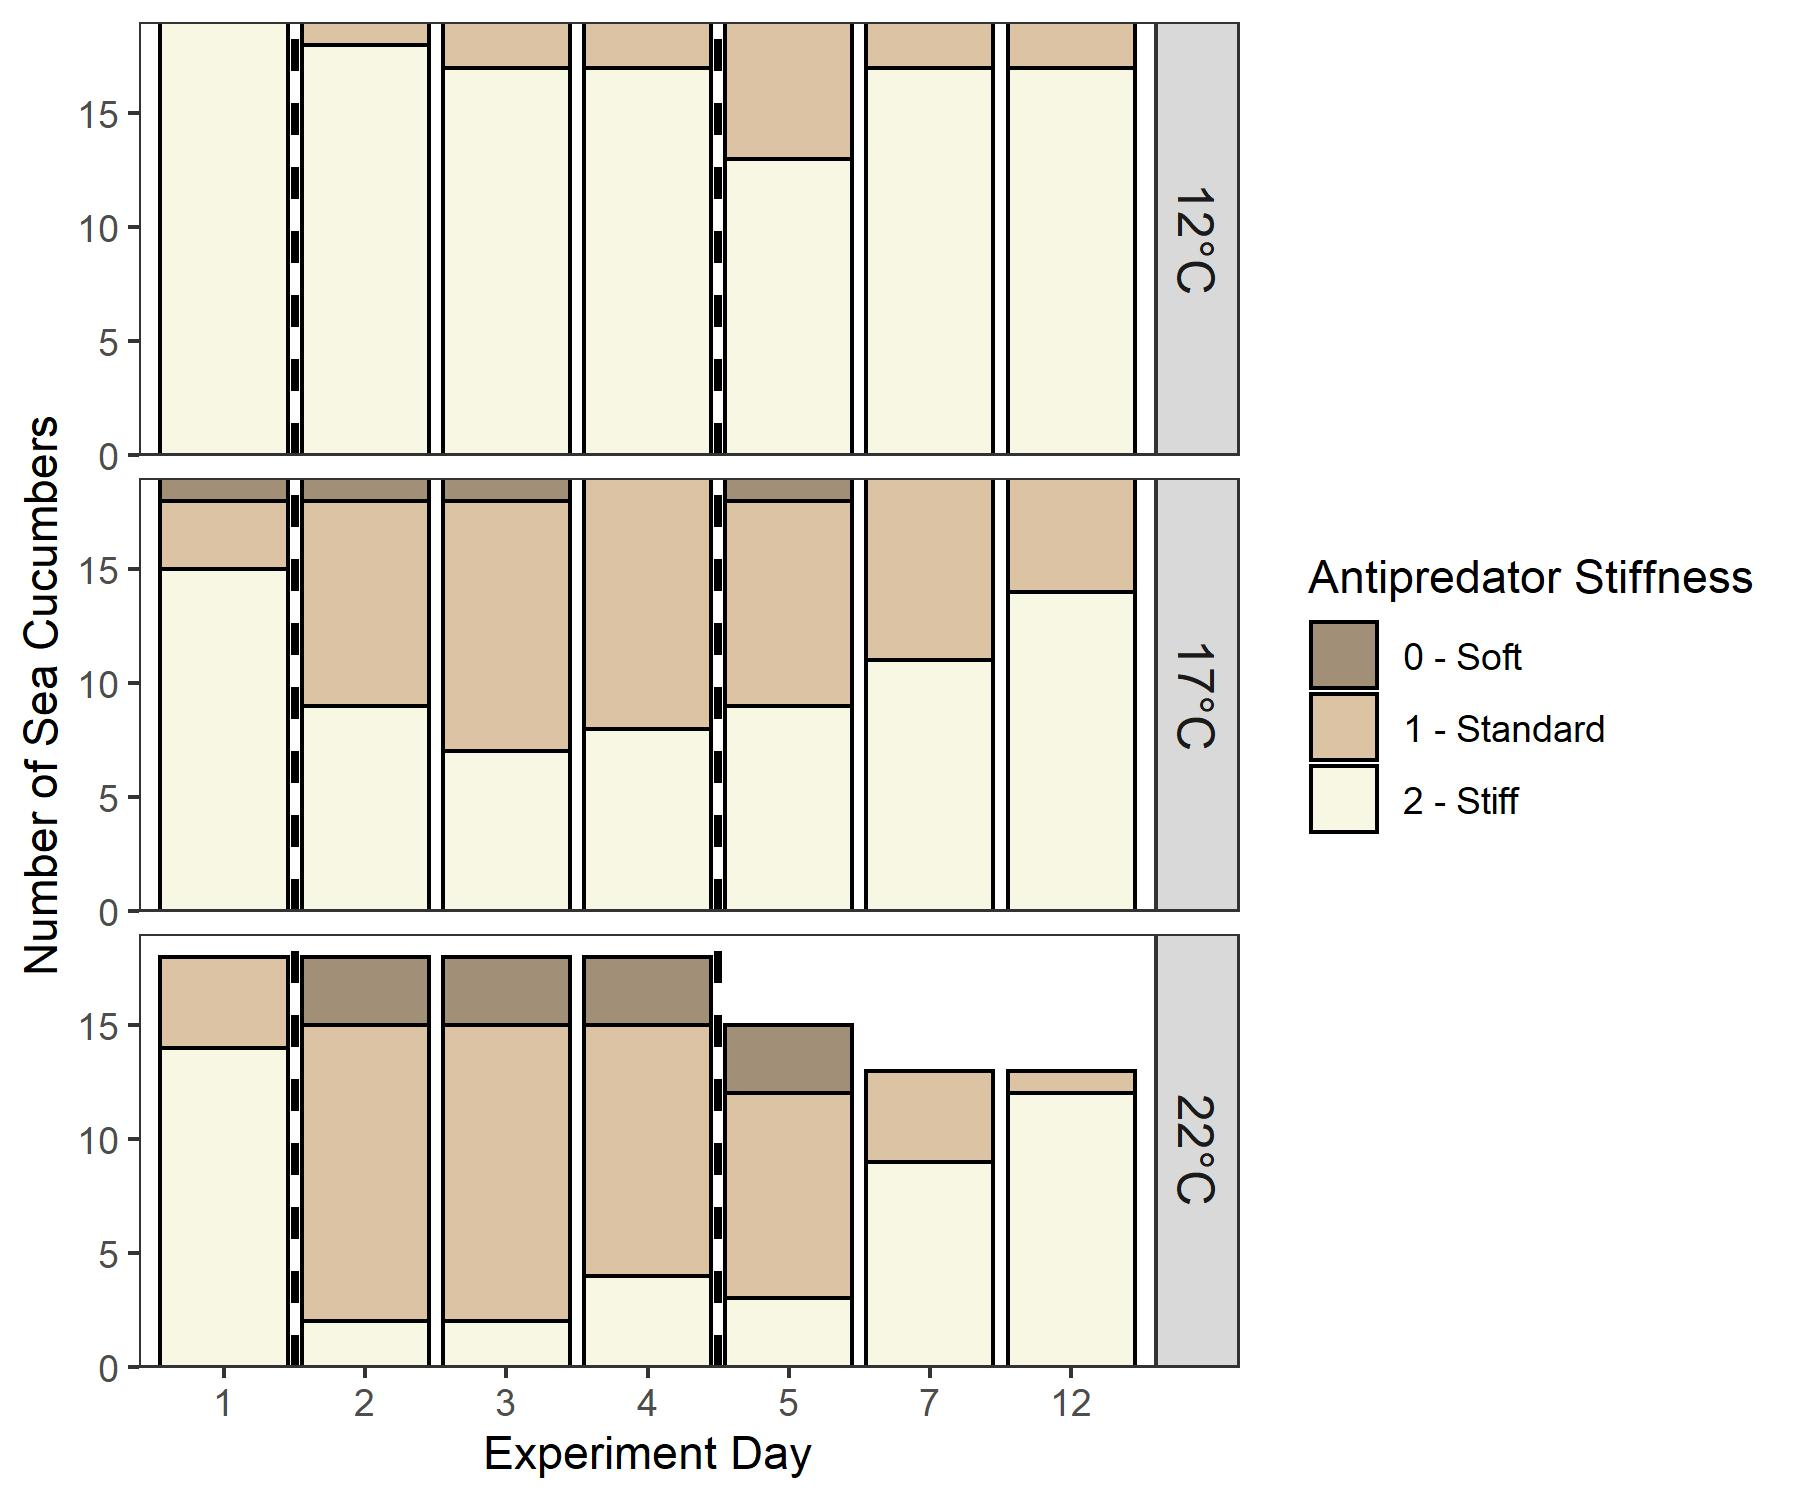 Number of Sea Cucumbers
15
10
5
0
12°C
15
10
5
0
17°C
15
10
5
0
22°C
1 2 3 4 5 7 12
Experiment Day
Antipredator Stiffness
0 - Soft
1 - Standard
2 - Stiff